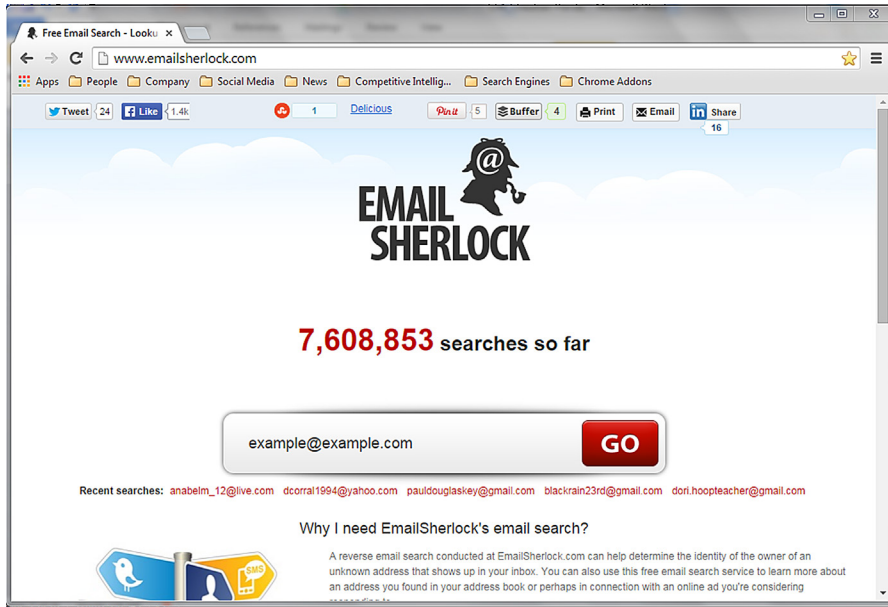 Free Email Search - Looku
www.emailsherlock.com
Apps People Company Social Media News Competitive Intellig... Search Engines Chrome Addons
Tweet 24 Like 1.4k 1 Delicious Pin it 5 Buffer 4 Print Email in Share
16
@
EMAIL
SHERLOCK
7,608,853 searches so far
example@example.com GO
Recent searches: anabelm_12@live.com dcorral1994@yahoo.com pauldouglaskey@gmail.com blackrain23rd@gmail.com dori.hoopteacher@gmail.com
Why I need EmailSherlock's email search?
A reverse email search conducted at EmailSherlock.com can help determine the identity of the owner of an
unknown address that shows up in your inbox. You can also use this free email search service to learn more about
an address you found in your address book or perhaps in connection with an online ad you're considering
SMS